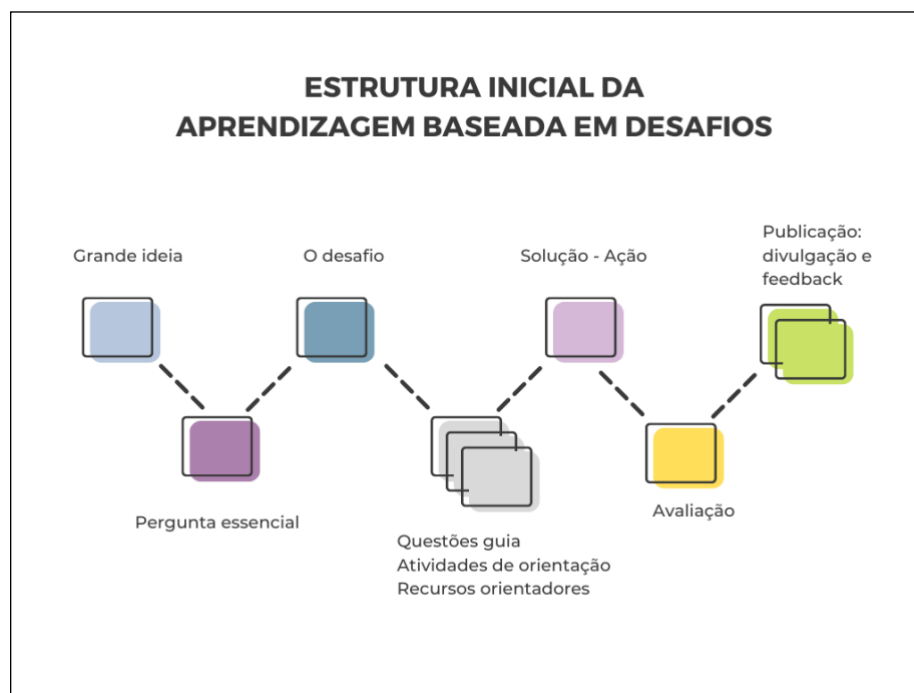 ESTRUTURA INICIAL DA
APRENDIZAGEM BASEADA EM DESAFIOS
Grande ideia
Pergunta essencial
O desafio
Questões guia
Atividades de orientação
Recursos orientadores
Solução - Ação
Avaliação
Publicação:
divulgação e
feedback